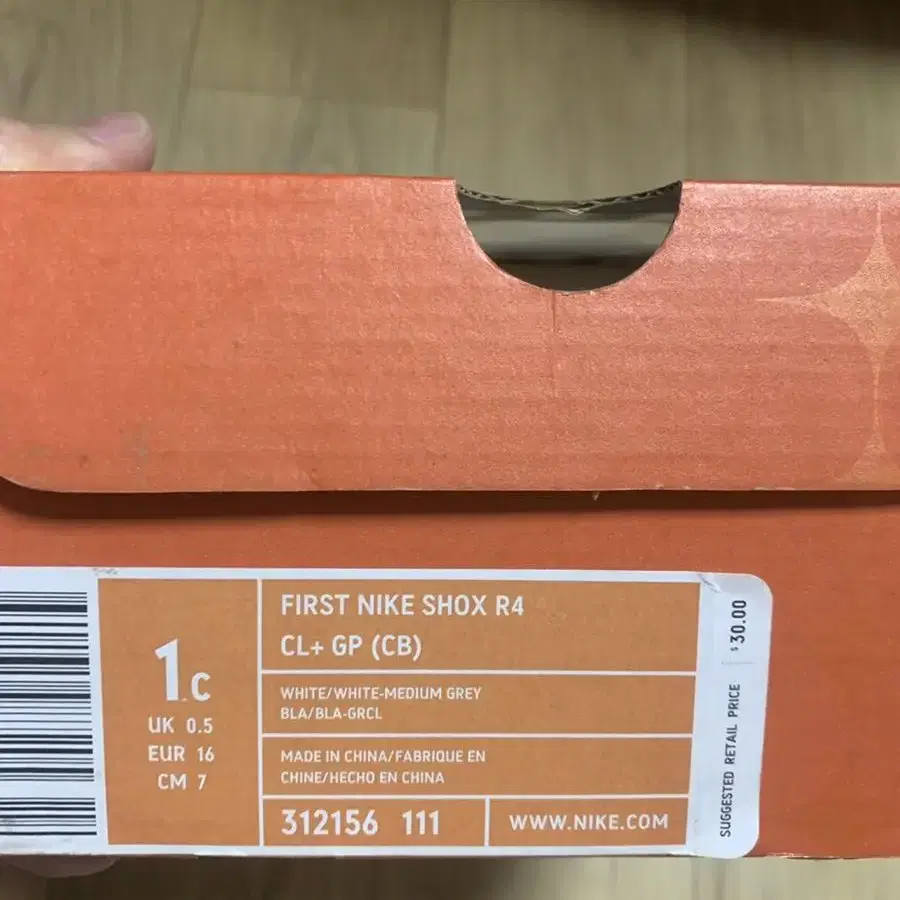 1C
UK 0.5
EUR 16
CM 7
FIRST NIKE SHOX R4
CL+ GP (CB)
WHITE/WHITE-MEDIUM GREY
BLA/BLA-GRCL
MADE IN CHINA/FABRIQUE EN
CHINE/HECHO EN CHINA
312156 111
WWW.NIKE.COM
SUGGESTED RETAIL PRICE $30.00